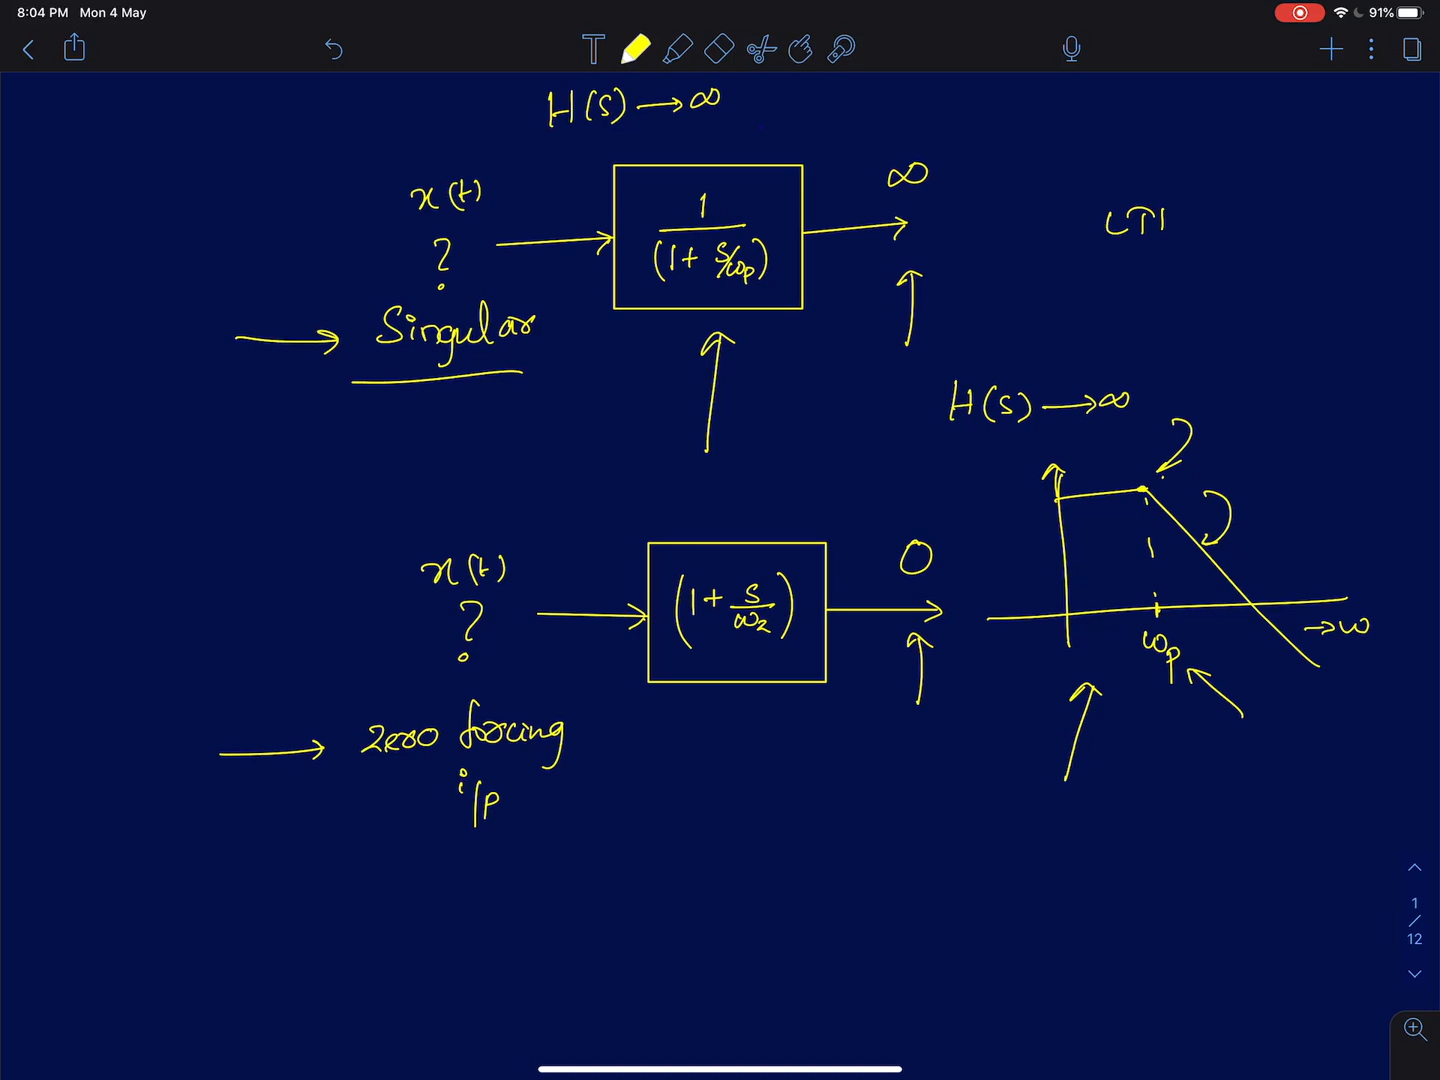 8:04 PM Mon 4 May
91%
H(s) → ∞
x(t)
?
Singular
1
(1 + s/ωp)
∞
LTI
H(s) → ∞
?
x(t)
?
(1 + s/ωz)
0
→ω
ωp
Zero forcing
i/p
1
/
12